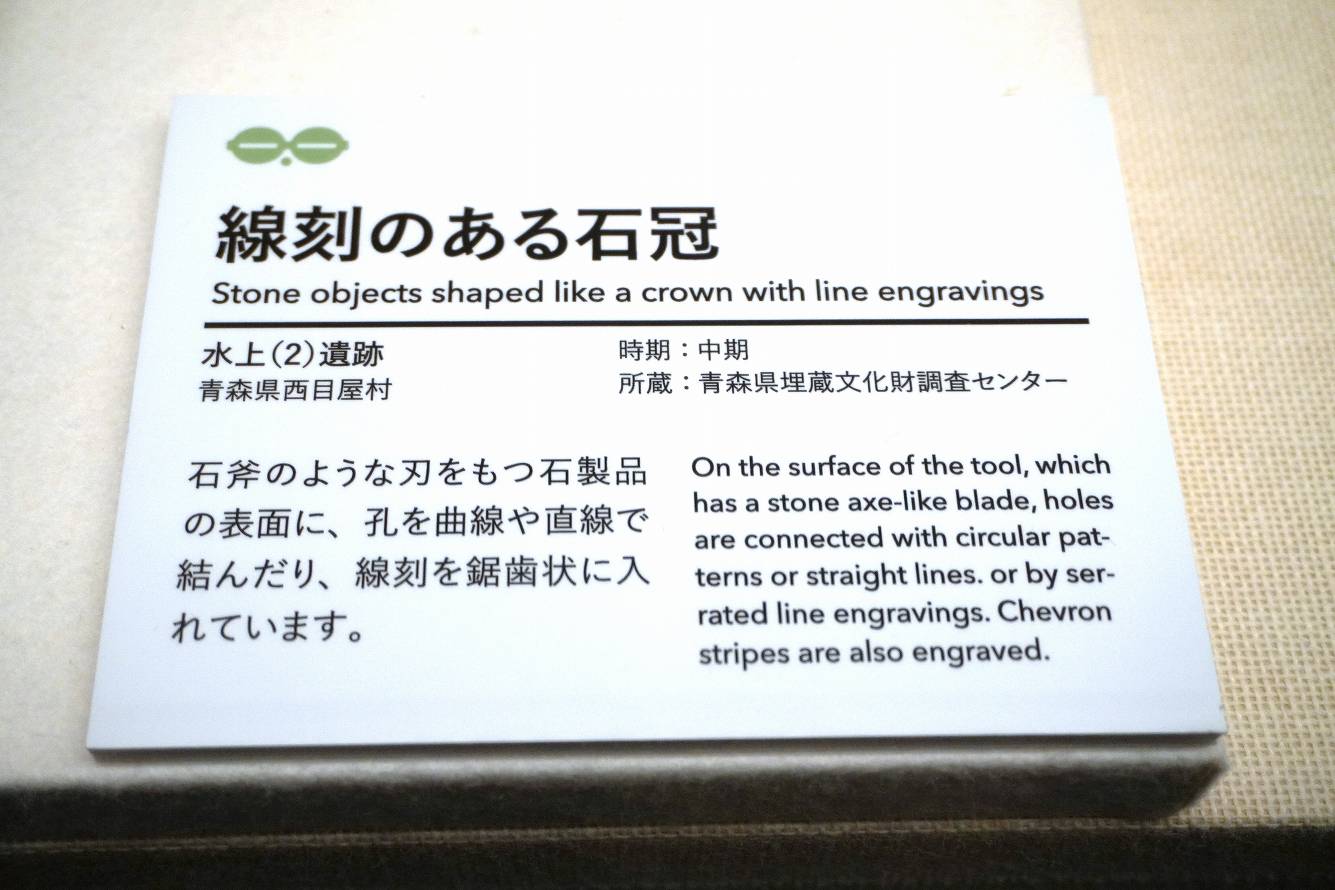 線刻のある石冠
Stone objects shaped like a crown with line engravings
水上（2）遺跡
青森県西目屋村
時期：中期
所蔵：青森県埋蔵文化財調査センター
石斧のような刃をもつ石製品
の表面に、孔を曲線や直線で
結んだり、線刻を鋸歯状に入
れています。
On the surface of the tool, which
has a stone axe-like blade, holes
are connected with circular pat-
terns or straight lines. or by ser-
rated line engravings. Chevron
stripes are also engraved.